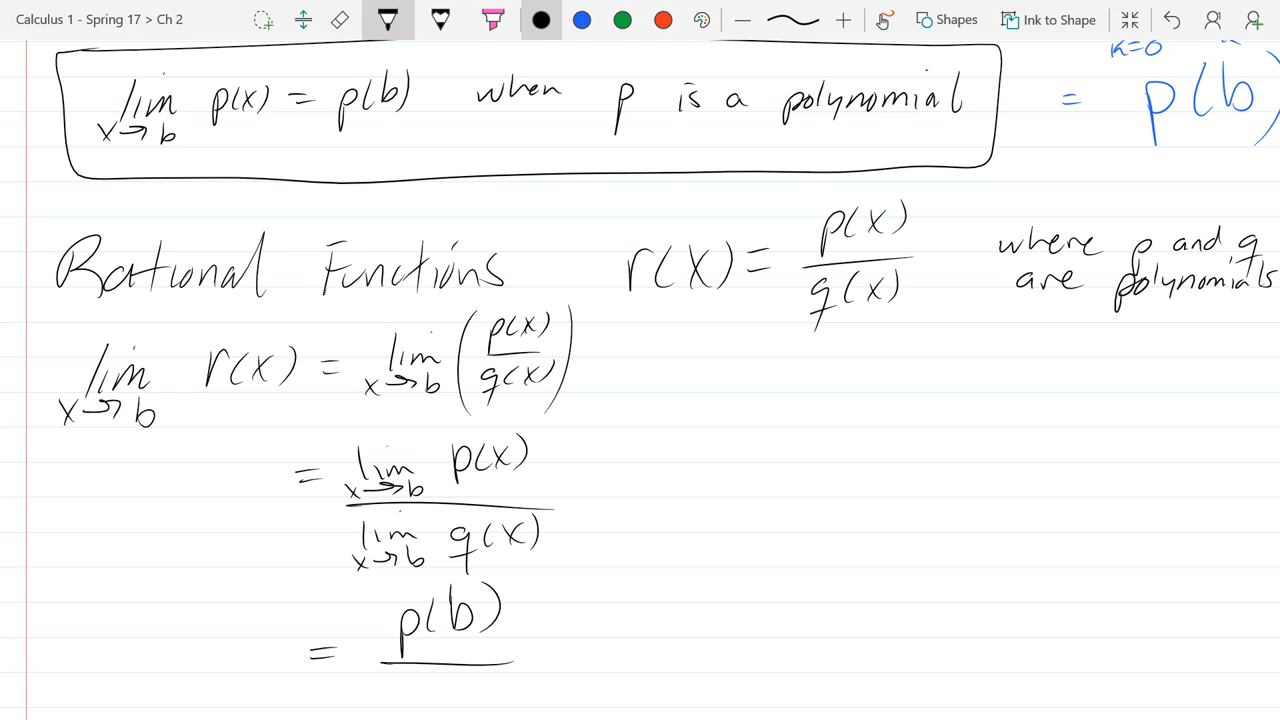 Calculus 1 - Spring 17 > Ch 2 Shapes Ink to Shape
k=0
lim x→b p(x) = p(b) when p is a polynomial
= p(b)
Rational Functions r(x) = p(x)/q(x) where p and q are polynomials
lim x→b r(x) = lim x→b (p(x)/q(x))
= lim x→b p(x)
lim x→b q(x)
= p(b)